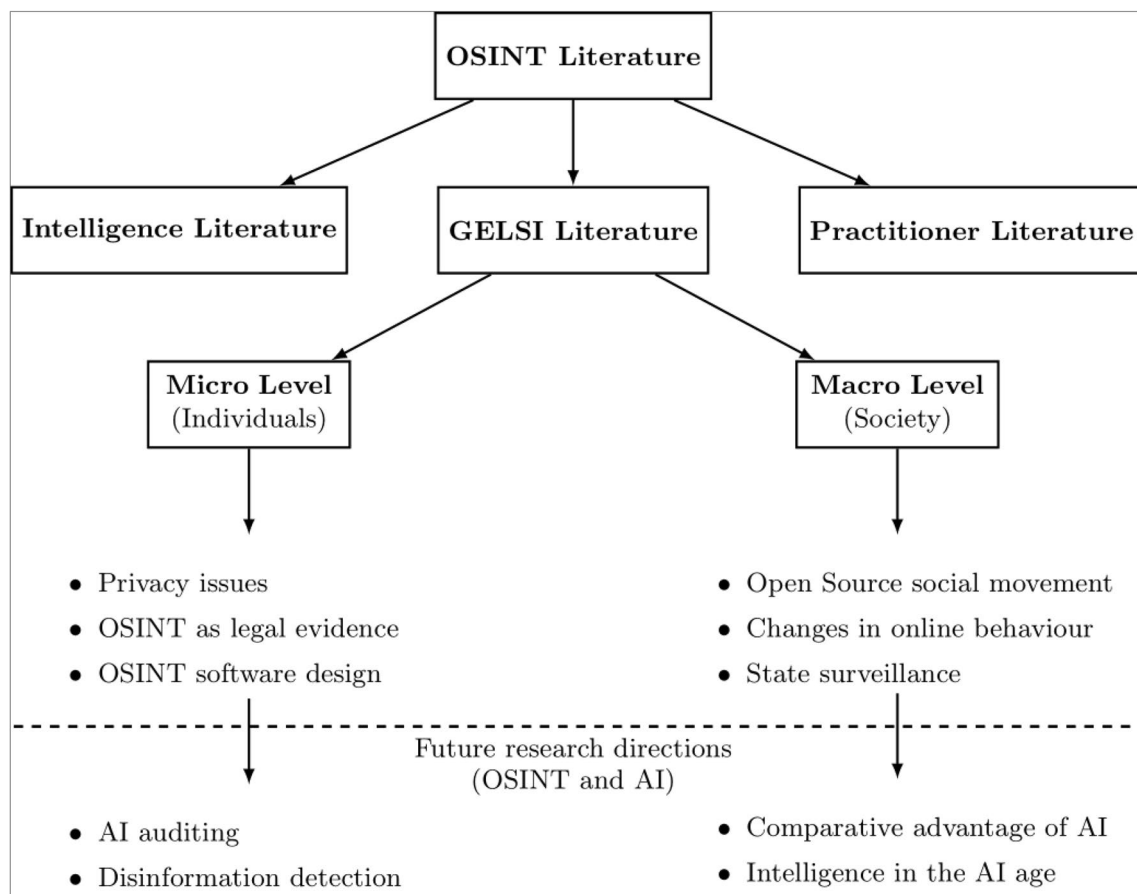 OSINT Literature
Intelligence Literature
GELSI Literature
Practitioner Literature
Micro Level
(Individuals)
Macro Level
(Society)
• Privacy issues
• OSINT as legal evidence
• OSINT software design
• Open Source social movement
• Changes in online behaviour
• State surveillance
Future research directions
(OSINT and AI)
• AI auditing
• Disinformation detection
• Comparative advantage of AI
• Intelligence in the AI age